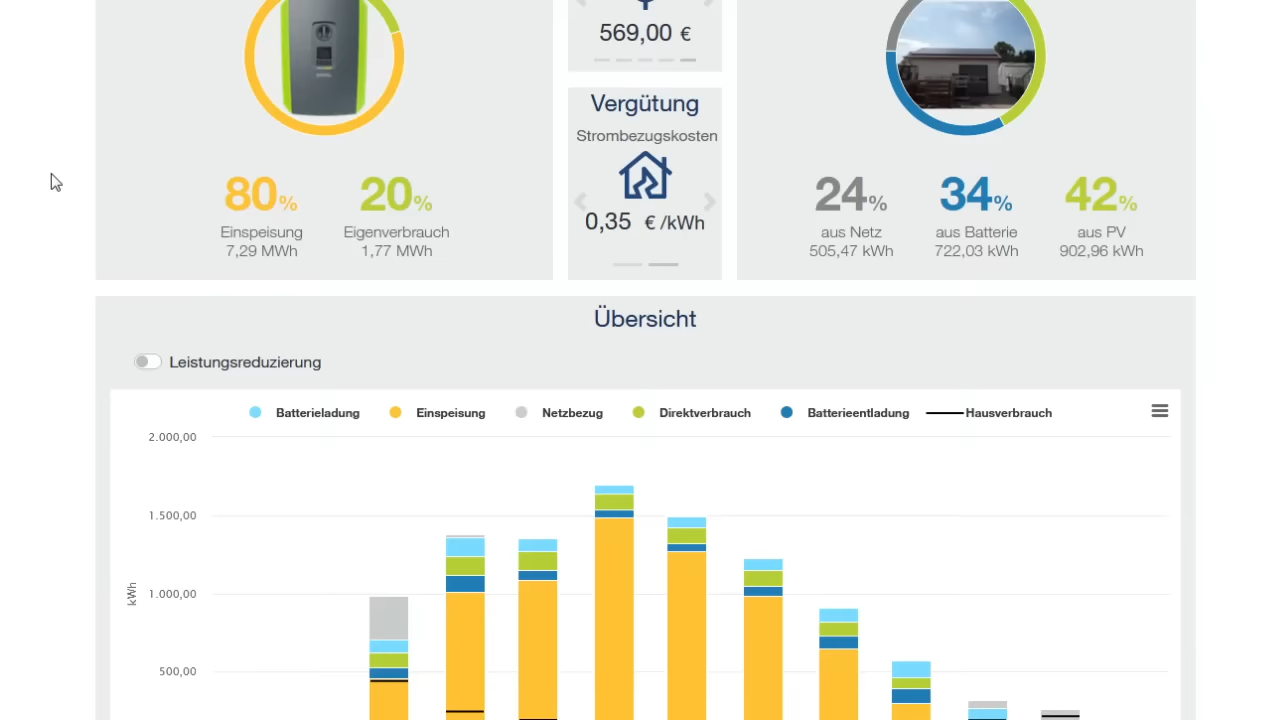 569,00 €
Vergütung
Strombezugskosten
0,35 € /kWh
80%
20%
Einspeisung
Eigenverbrauch
7,29 MWh
1,77 MWh
24%
34%
42%
aus Netz
aus Batterie
aus PV
505,47 kWh
722,03 kWh
902,96 kWh
Übersicht
Leistungsreduzierung
Batterieladung
Einspeisung
Netzbezug
Direktverbrauch
Batterieentladung
Hausverbrauch
2.000,00
1.500,00
1.000,00
500,00
kWh